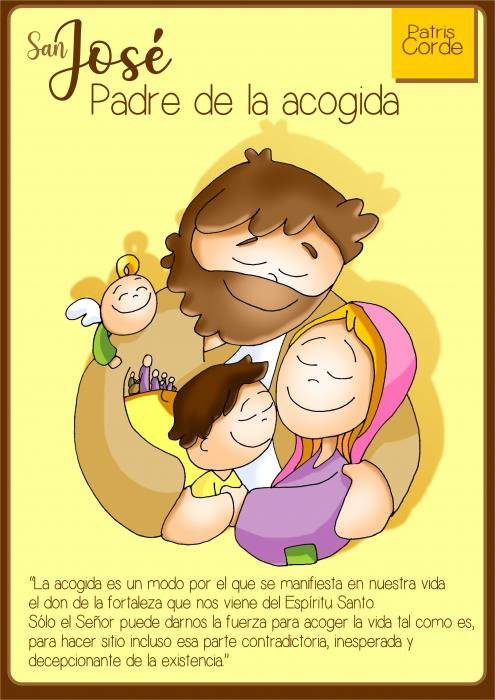 San José
Patris
Corde
Padre de la acogida
"La acogida es un modo por el que se manifiesta en nuestra vida
el don de la fortaleza que nos viene del Espíritu Santo.
Sólo el Señor puede darnos la fuerza para acoger la vida tal como es,
para hacer sitio incluso esa parte contradictoria, inesperada y
decepcionante de la existencia."